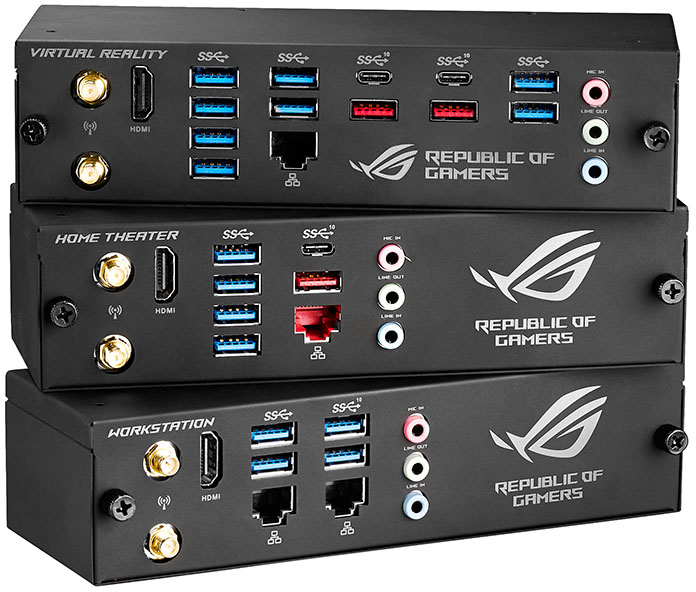 VIRTUAL REALITY
SS 10 SS 10
SS SS SS
HDMI
MIC IN
LINE OUT
LINE IN
REPUBLIC OF
GAMERS
HOME THEATER
SS SS 10
HDMI
MIC IN
LINE OUT
LINE IN
REPUBLIC OF
GAMERS
WORKSTATION
SS SS 10
HDMI
MIC IN
LINE OUT
LINE IN
REPUBLIC OF
GAMERS